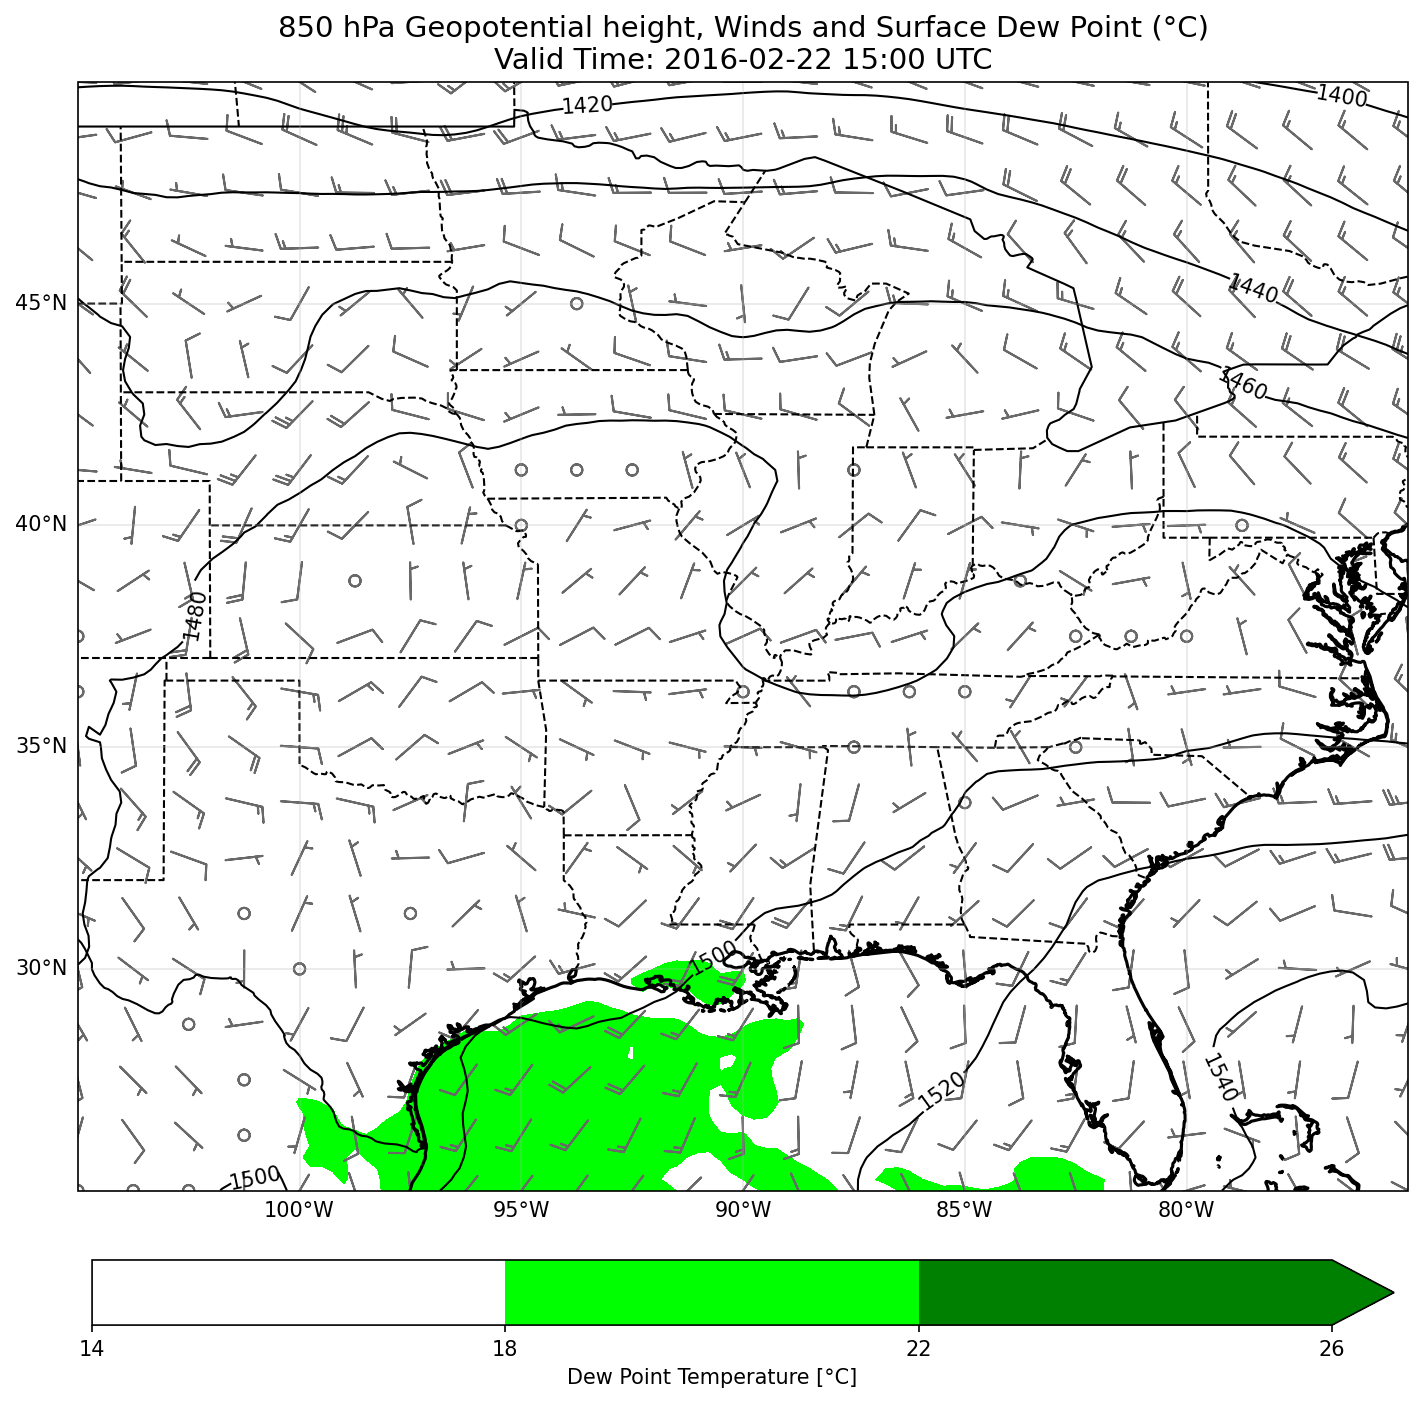 850 hPa Geopotential height, Winds and Surface Dew Point (°C)
Valid Time: 2016-02-22 15:00 UTC
1420
1400
1440
45°N
1460
40°N
1480
35°N
1500
30°N
1520
1540
1500
100°W 95°W 90°W 85°W 80°W
14 18 22 26
Dew Point Temperature [°C]